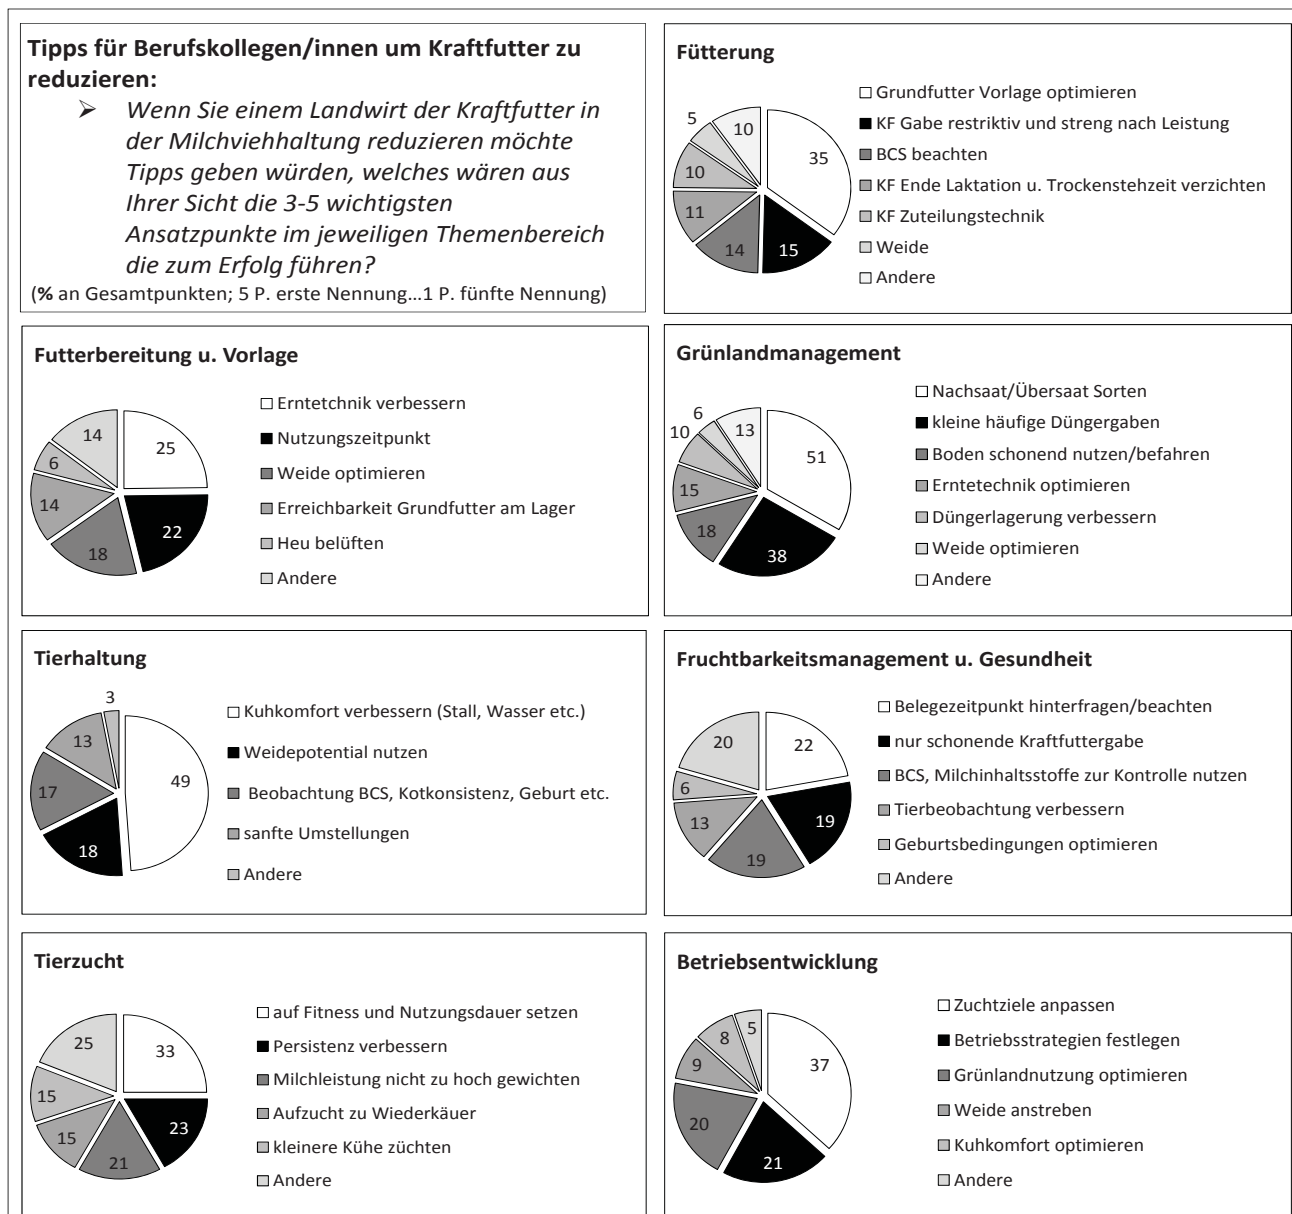 Tipps für Berufskollegen/innen um Kraftfutter zu
reduzieren:
➢ Wenn Sie einem Landwirt der Kraftfutter in
der Milchviehhaltung reduzieren möchte
Tipps geben würden, welches wären aus
Ihrer Sicht die 3-5 wichtigsten
Ansatzpunkte im jeweiligen Themenbereich
die zum Erfolg führen?
(% an Gesamtpunkten; 5 P. erste Nennung...1 P. fünfte Nennung)
Fütterung
35
15
14
11
10
5
10
Grundfutter Vorlage optimieren
KF Gabe restriktiv und streng nach Leistung
BCS beachten
KF Ende Laktation u. Trockenstehzeit verzichten
KF Zuteilungstechnik
Weide
Andere
Futterbereitung u. Vorlage
25
22
18
14
6
14
Erntetchnik verbessern
Nutzungszeitpunkt
Weide optimieren
Erreichbarkeit Grundfutter am Lager
Heu belüften
Andere
Grünlandmanagement
51
38
18
15
10
6
13
Nachsaat/Übersaat Sorten
kleine häufige Düngergaben
Boden schonend nutzen/befahren
Erntetechnik optimieren
Düngerlagerung verbessern
Weide optimieren
Andere
Tierhaltung
49
18
17
13
3
Kuhkomfort verbessern (Stall, Wasser etc.)
Weidepotential nutzen
Beobachtung BCS, Kotkonsistenz, Geburt etc.
sanfte Umstellungen
Andere
Fruchtbarkeitsmanagement u. Gesundheit
22
19
19
13
6
20
Belegezeitpunkt hinterfragen/beachten
nur schonende Kraftfuttergabe
BCS, Milchinhaltsstoffe zur Kontrolle nutzen
Tierbeobachtung verbessern
Geburtsbedingungen optimieren
Andere
Tierzucht
33
23
21
15
15
25
auf Fitness und Nutzungsdauer setzen
Persistenz verbessern
Milchleistung nicht zu hoch gewichten
Aufzucht zu Wiederkäuer
kleinere Kühe züchten
Andere
Betriebsentwicklung
37
21
20
9
8
5
Zuchtziele anpassen
Betriebsstrategien festlegen
Grünlandnutzung optimieren
Weide anstreben
Kuhkomfort optimieren
Andere